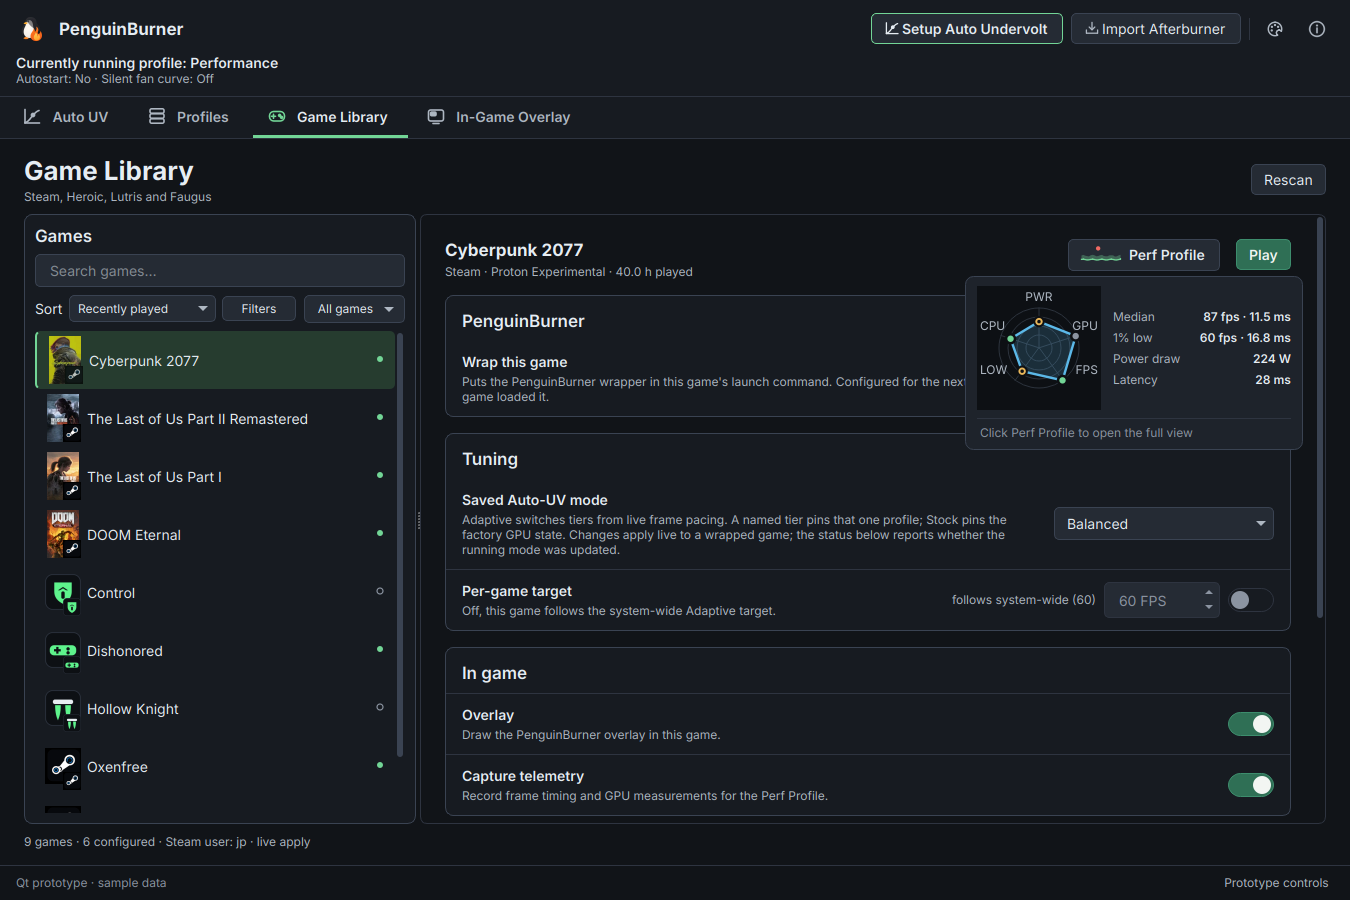 PenguinBurner
Setup Auto Undervolt
Import Afterburner
Currently running profile: Performance
Autostart: No · Silent fan curve: Off
Auto UV
Profiles
Game Library
In-Game Overlay
Game Library
Steam, Heroic, Lutris and Faugus
Rescan
Games
Search games...
Sort
Recently played
Filters
All games
Cyberpunk 2077
The Last of Us Part II Remastered
The Last of Us Part I
DOOM
DOOM Eternal
Control
Dishonored
Hollow Knight
Oxenfree
Cyberpunk 2077
Steam · Proton Experimental · 40.0 h played
Perf Profile
Play
PenguinBurner
Wrap this game
Puts the PenguinBurner wrapper in this game's launch command. Configured for the next
game loaded it.
PWR
CPU
GPU
LOW
FPS
Median 87 fps · 11.5 ms
1% low 60 fps · 16.8 ms
Power draw 224 W
Latency 28 ms
Click Perf Profile to open the full view
Tuning
Saved Auto-UV mode
Adaptive switches tiers from live frame pacing. A named tier pins that one profile; Stock pins the
factory GPU state. Changes apply live to a wrapped game; the status below reports whether the
running mode was updated.
Balanced
Per-game target
Off, this game follows the system-wide Adaptive target.
follows system-wide (60)
60 FPS
In game
Overlay
Draw the PenguinBurner overlay in this game.
Capture telemetry
Record frame timing and GPU measurements for the Perf Profile.
9 games · 6 configured · Steam user: jp · live apply
Qt prototype · sample data
Prototype controls